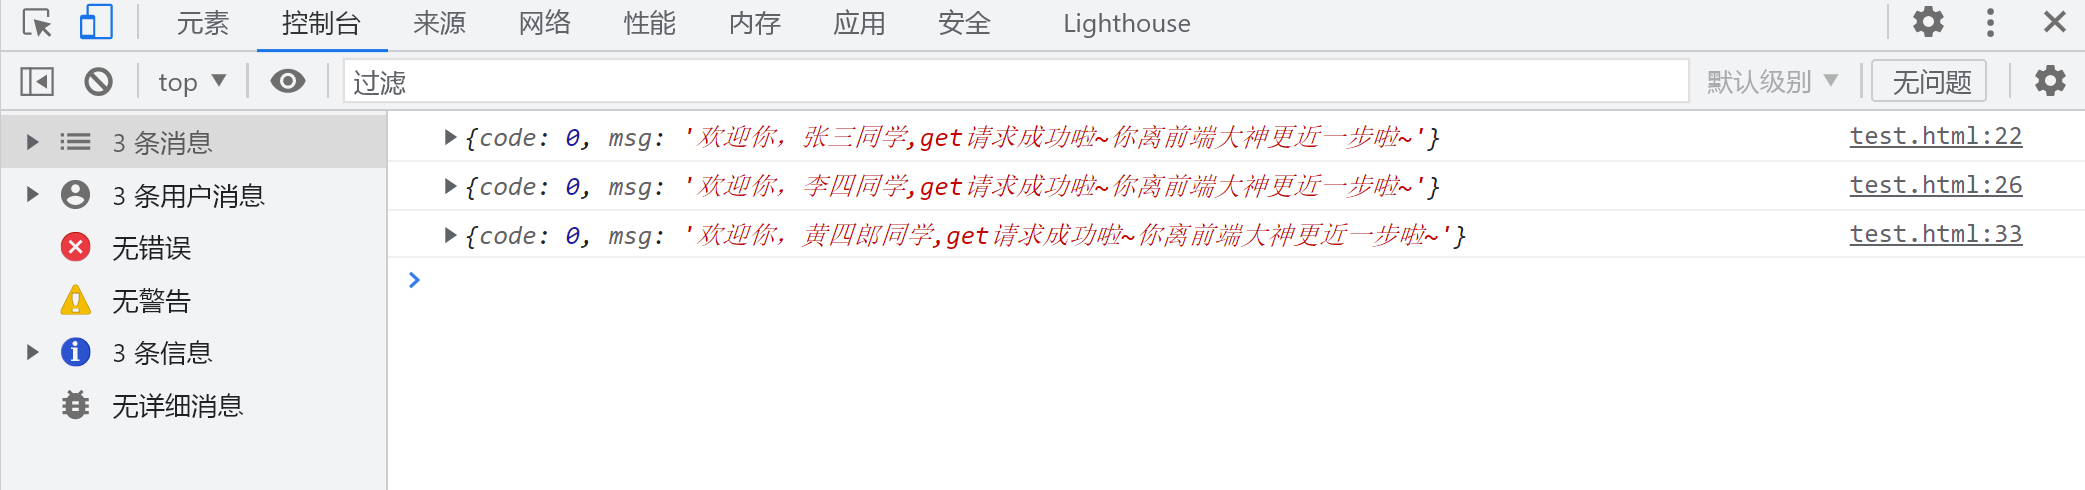 元素 控制台 来源 网络 性能 内存 应用 安全 Lighthouse
top 过滤 默认级别 无问题
3 条消息
3 条用户消息
无错误
无警告
3 条信息
无详细消息
{code: 0, msg: '欢迎你，张三同学,get请求成功啦~你离前端大神更近一步啦~'} test.html:22
{code: 0, msg: '欢迎你，李四同学,get请求成功啦~你离前端大神更近一步啦~'} test.html:26
{code: 0, msg: '欢迎你，黄四郎同学,get请求成功啦~你离前端大神更近一步啦~'} test.html:33